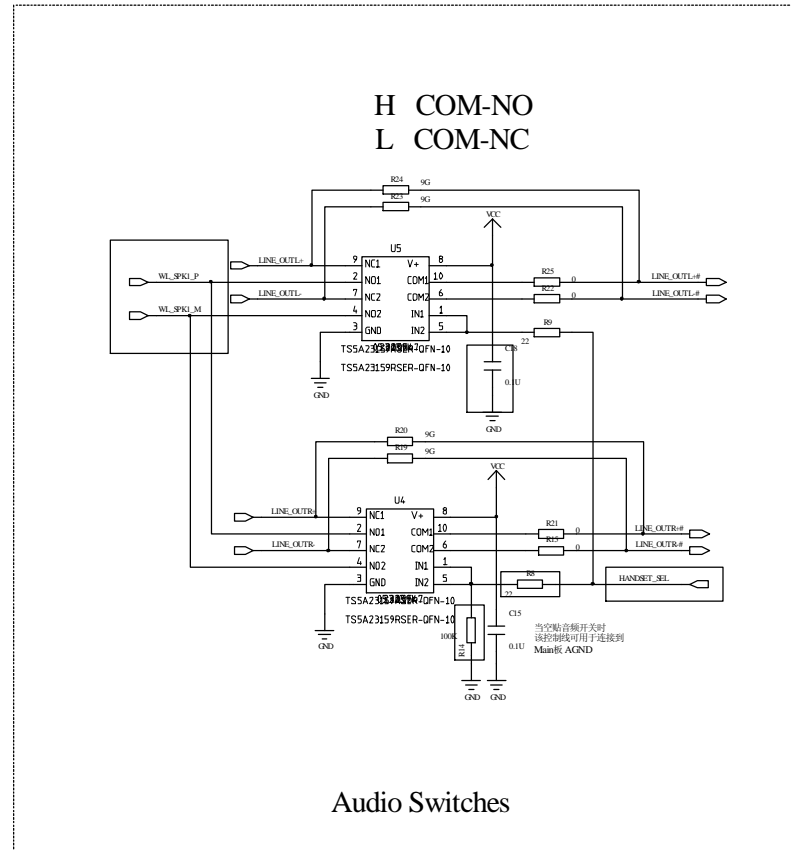 H COM-NO
L COM-NC
R24 9G
R23 9G
VCC
U5
LINE_OUTL+ 9 NC1 V+ 8
WL_SPK1_P 2 NO1 COM1 10 R25 0 LINE_OUTL+#
LINE_OUTL- 7 NC2 COM2 6 R22 0 LINE_OUTL-#
WL_SPK1_M 4 NO2 IN1 1
3 GND IN2 5 22 R9
TS5A23159RSER-QFN-10
C18
0.1U
GND
GND
R20 9G
R19 9G
VCC
U4
LINE_OUTR+ 9 NC1 V+ 8
2 NO1 COM1 10 R21 0 LINE_OUTR+#
LINE_OUTR- 7 NC2 COM2 6 R15 0 LINE_OUTR-#
4 NO2 IN1 1
3 GND IN2 5 22 R8 HANDSET_SEL
TS5A23159RSER-QFN-10
GND
100K R14
C15
0.1U
GND GND
当空贴音频开关时
该控制线可用于连接到
Main板 AGND
Audio Switches